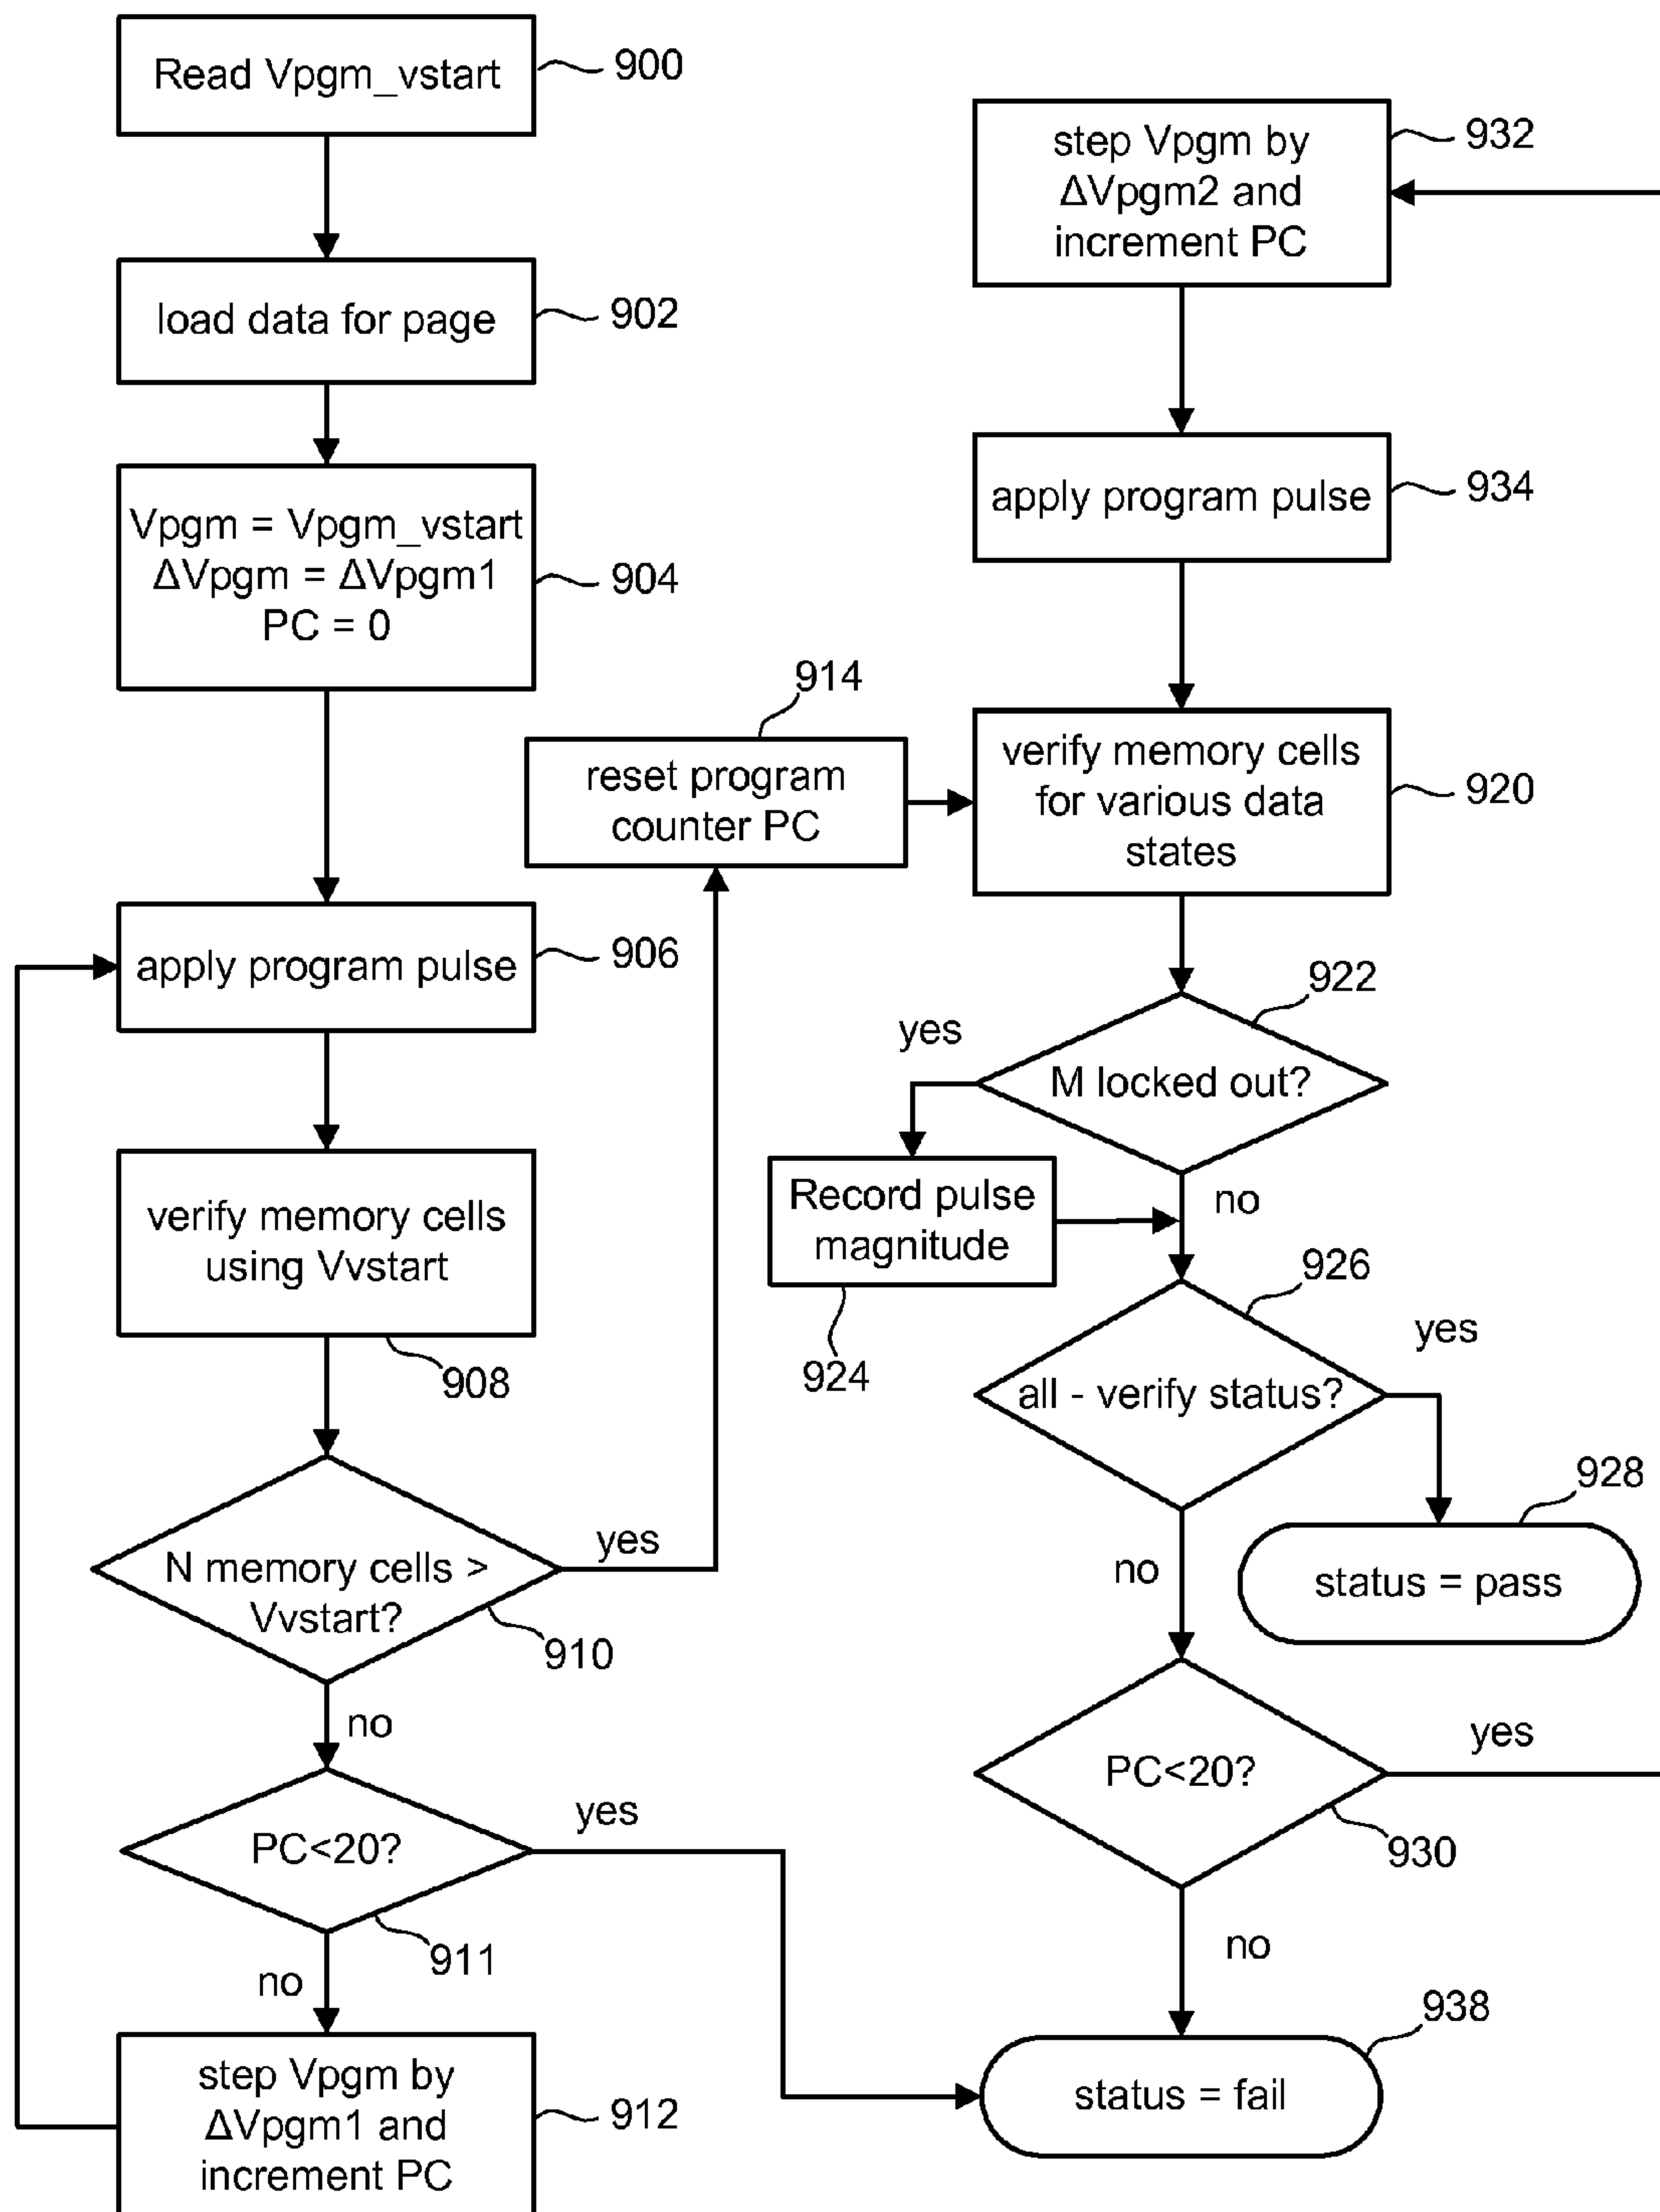 Read Vpgm_vstart
900
load data for page
902
Vpgm = Vpgm_vstart
ΔVpgm = ΔVpgm1
PC = 0
904
apply program pulse
906
verify memory cells
using Vvstart
908
N memory cells >
Vvstart?
910
yes
no
PC<20?
911
yes
no
step Vpgm by
ΔVpgm1 and
increment PC
912
914
reset program
counter PC
step Vpgm by
ΔVpgm2 and
increment PC
932
apply program pulse
934
verify memory cells
for various data
states
920
922
yes
M locked out?
no
Record pulse
magnitude
924
926
all - verify status?
yes
928
status = pass
no
PC<20?
yes
930
no
938
status = fail